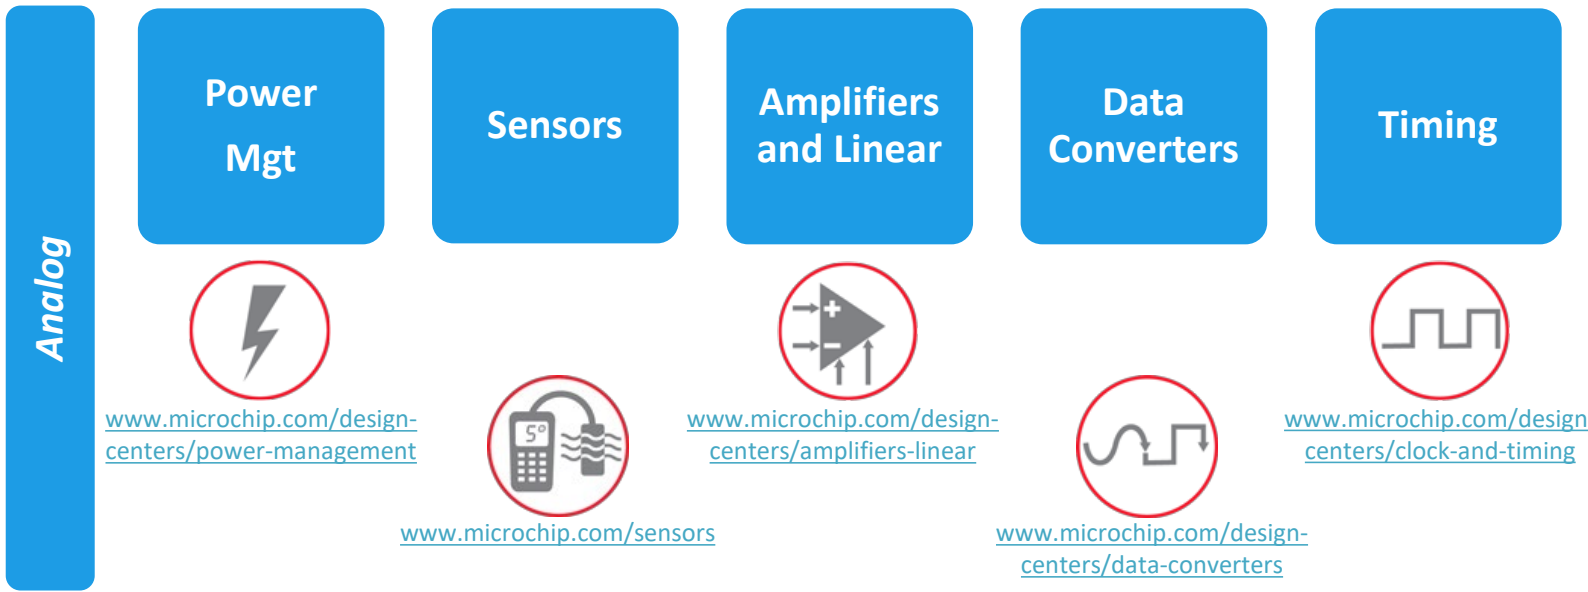 Analog
Power
Mgt
Sensors
Amplifiers
and Linear
Data
Converters
Timing
www.microchip.com/design-
centers/power-management
5°
www.microchip.com/sensors
www.microchip.com/design-
centers/amplifiers-linear
www.microchip.com/design-
centers/data-converters
www.microchip.com/design
centers/clock-and-timing